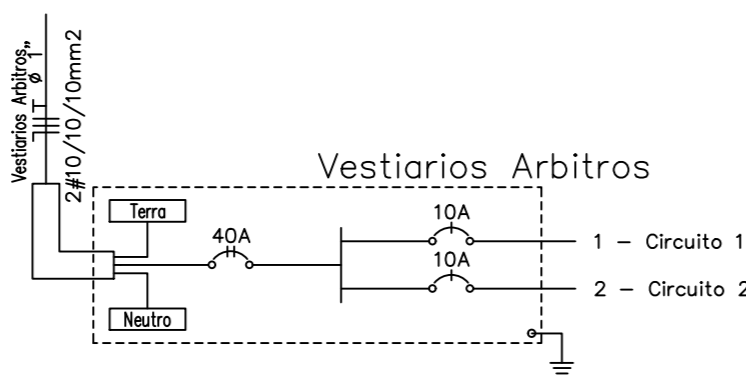 Vestiarios Arbitros,,
ø 1"
2#10/10/10mm2
Vestiarios Arbitros
Terra
40A
10A
1 - Circuito 1
10A
2 - Circuito 2
Neutro